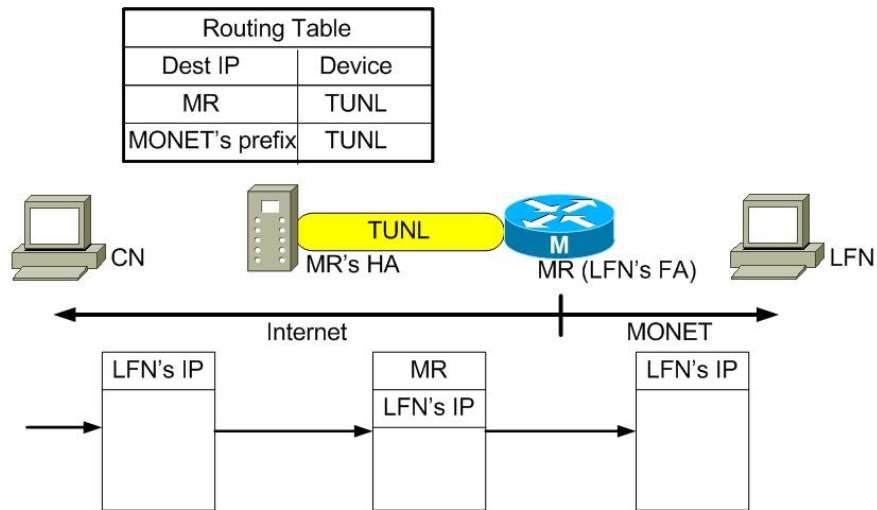 Routing Table
Dest IP Device
MR TUNL
MONET's prefix TUNL
TUNL
M
CN
MR's HA
MR (LFN's FA)
LFN
Internet
MONET
LFN's IP
MR
LFN's IP
LFN's IP